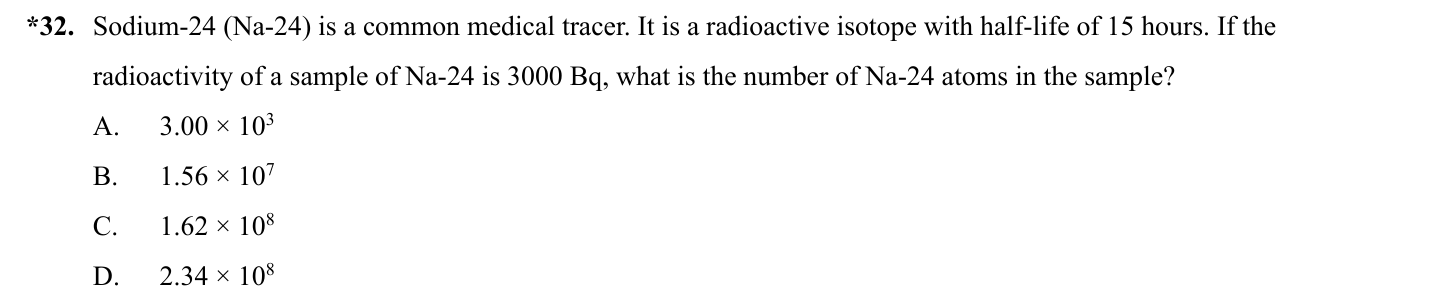 *32. Sodium-24 (Na-24) is a common medical tracer. It is a radioactive isotope with half-life of 15 hours. If the
radioactivity of a sample of Na-24 is 3000 Bq, what is the number of Na-24 atoms in the sample?
A. 3.00 × 10³
B. 1.56 × 10⁷
C. 1.62 × 10⁸
D. 2.34 × 10⁸